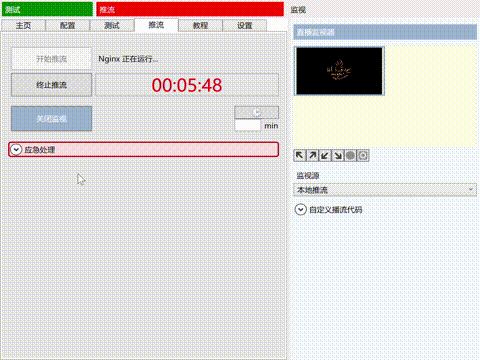 测试
推流
监视
主页
配置
测试
推流
教程
设置
直播监视器
开始推流
Nginx 正在运行...
终止推流
00:05:48
关闭监视
min
应急处理
监视源
本地推流
自定义播流代码